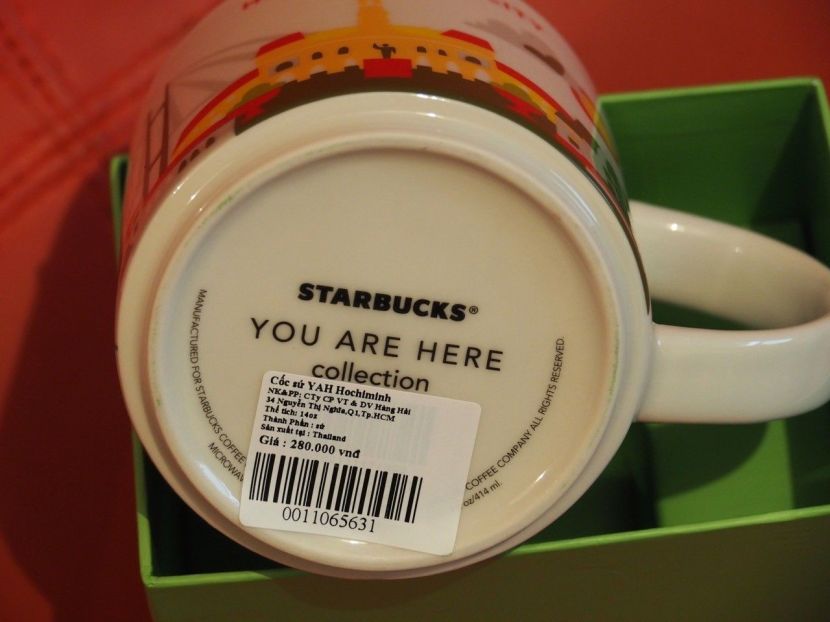 CITY
STARBUCKS®
YOU ARE HERE
collection
Cốc sứ YAH Hochiminh
NK&PP: CTy CP VT & DV Hàng Hải
34 Nguyễn Thị Nghĩa,Q1,Tp.HCM
Thể tích: 14oz
Thành Phần : sứ
Sản xuất tại : Thailand
Giá : 280.000 vnđ
0011065631
MANUFACTURED FOR STARBUCKS COFFEE
COFFEE COMPANY ALL RIGHTS RESERVED.
oz/414 ml.